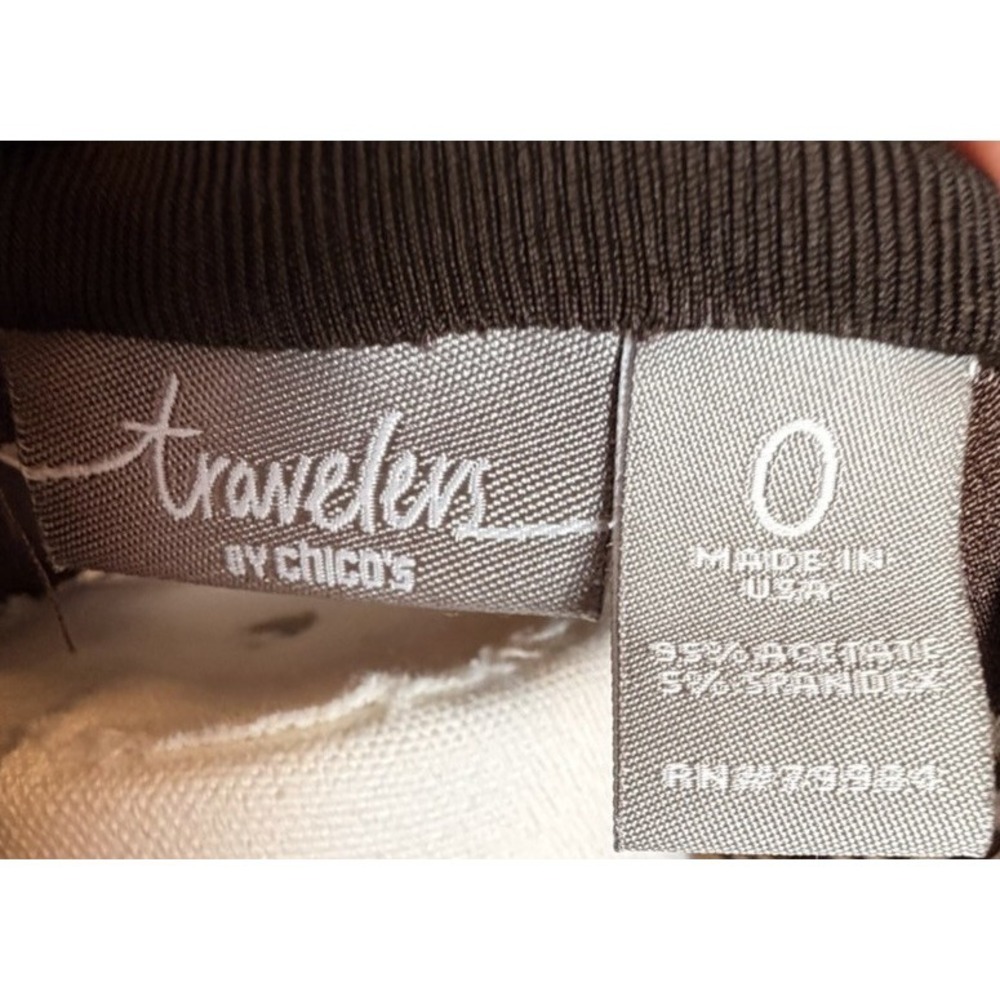 travelers
BY chico's
0
MADE IN
USA
95% ACETATE
5% SPANDEX
RN#79984